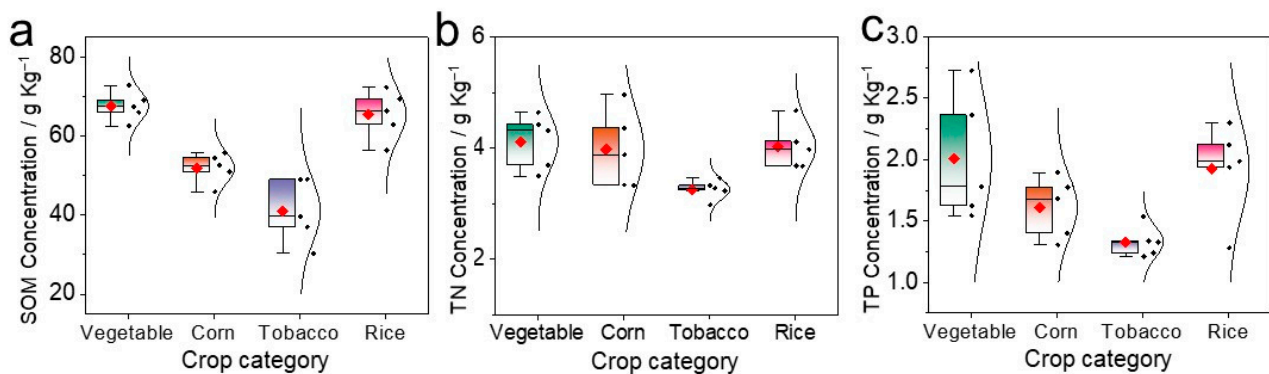 a
SOM Concentration / g Kg⁻¹
80
60
40
20
Vegetable Corn Tobacco Rice
Crop category
b
TN Concentration / g Kg⁻¹
6
4
2
Vegetable Corn Tobacco Rice
Crop category
c
TP Concentration / g Kg⁻¹
3.0
2.5
2.0
1.5
1.0
Vegetable Corn Tobacco Rice
Crop category